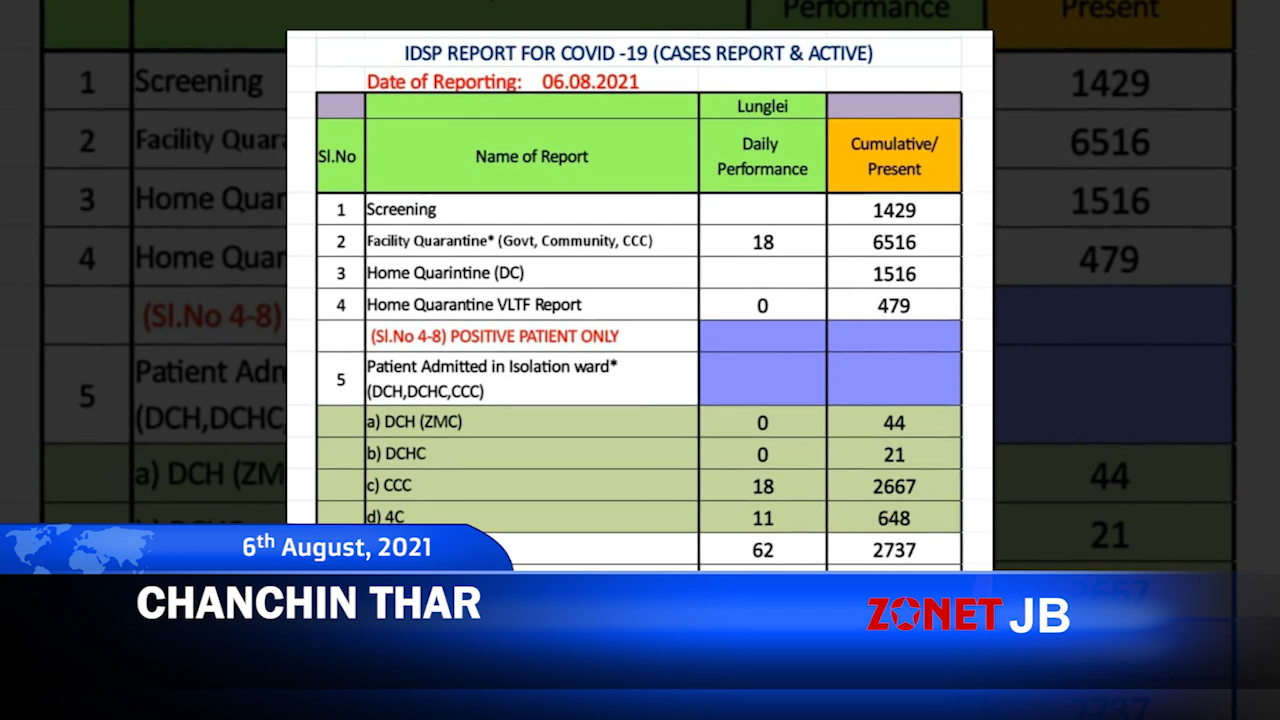 Performance Present
1 Screening 1429
2 Facility Quar 6516
3 Home Quar 1516
4 Home Quar 479
(Sl.No 4-8)
5 Patient Adm
(DCH,DCHC,
a) DCH (ZM 44
21
2667
2737
IDSP REPORT FOR COVID -19 (CASES REPORT & ACTIVE)
Date of Reporting: 06.08.2021
Lunglei
Sl.No Name of Report Daily Performance Cumulative/ Present
1 Screening 1429
2 Facility Quarantine* (Govt, Community, CCC) 18 6516
3 Home Quarintine (DC) 1516
4 Home Quarantine VLTF Report 0 479
(Sl.No 4-8) POSITIVE PATIENT ONLY
5 Patient Admitted in Isolation ward*
(DCH,DCHC,CCC)
a) DCH (ZMC) 0 44
b) DCHC 0 21
c) CCC 18 2667
d) 4C 11 648
62 2737
6th August, 2021
CHANCHIN THAR
ZONET JB